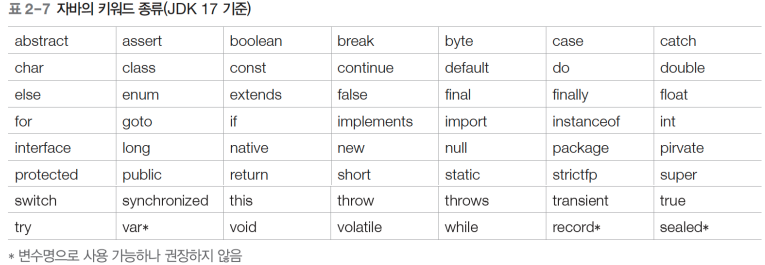 표 2-7 자바의 키워드 종류(JDK 17 기준)
abstract assert boolean break byte case catch
char class const continue default do double
else enum extends false final finally float
for goto if implements import instanceof int
interface long native new null package pirvate
protected public return short static strictfp super
switch synchronized this throw throws transient true
try var* void volatile while record* sealed*
* 변수명으로 사용 가능하나 권장하지 않음